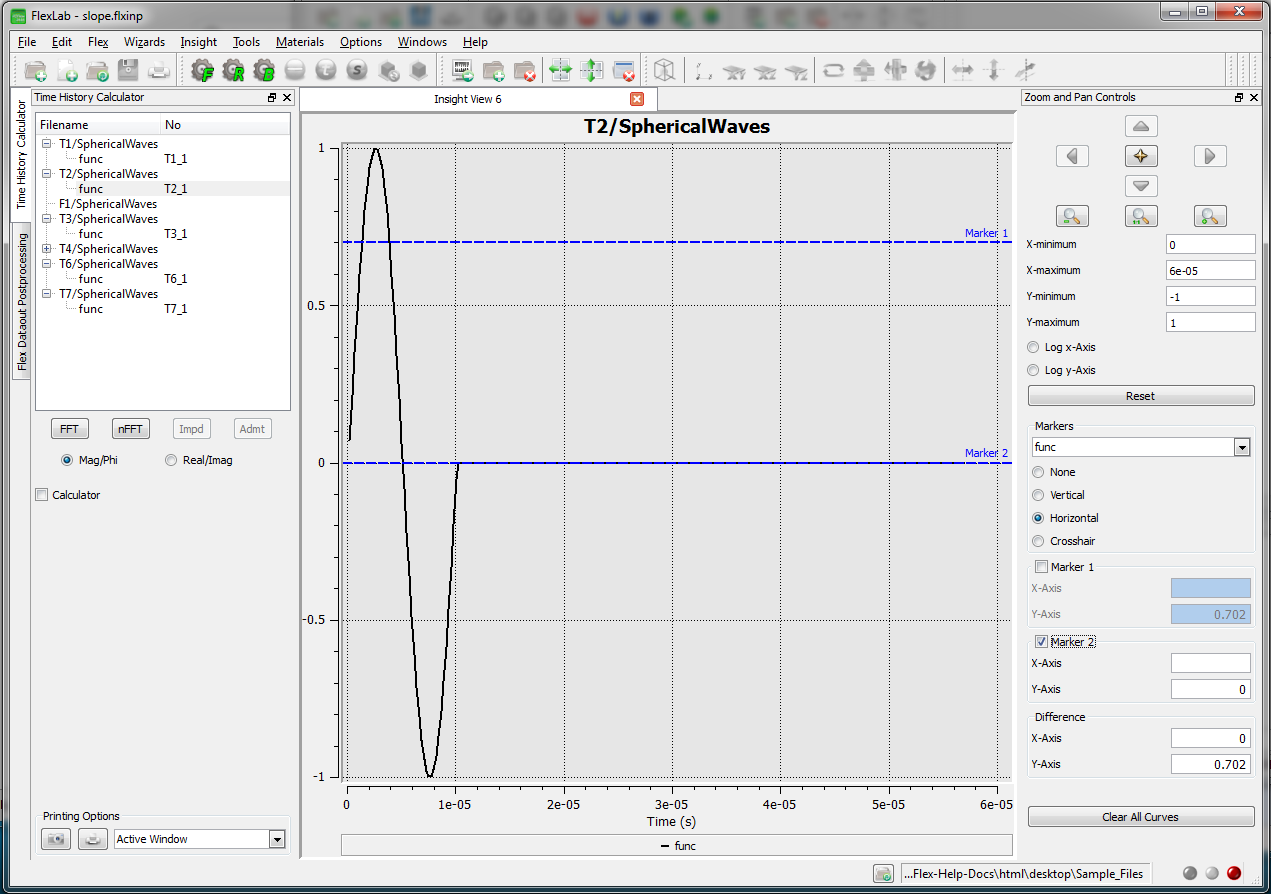 FlexLab - slope.flxinp
File Edit Flex Wizards Insight Tools Materials Options Windows Help
F R B L S
Time History Calculator
Flex Dataout Postprocessing
Time History Calculator
Filename No
T1/SphericalWaves
func T1_1
T2/SphericalWaves
func T2_1
F1/SphericalWaves
T3/SphericalWaves
func T3_1
T4/SphericalWaves
T6/SphericalWaves
func T6_1
T7/SphericalWaves
func T7_1
FFT nFFT Impd Admt
Mag/Phi Real/Imag
Calculator
Printing Options
Active Window
Insight View 6
T2/SphericalWaves
Marker 1
Marker 2
1
0.5
0
-0.5
-1
0 1e-05 2e-05 3e-05 4e-05 5e-05 6e-05
Time (s)
func
Zoom and Pan Controls
X-minimum 0
X-maximum 6e-05
Y-minimum -1
Y-maximum 1
Log x-Axis
Log y-Axis
Reset
Markers
func
None
Vertical
Horizontal
Crosshair
Marker 1
X-Axis
Y-Axis 0.702
Marker 2
X-Axis
Y-Axis 0
Difference
X-Axis 0
Y-Axis 0.702
Clear All Curves
...Flex-Help-Docs\html\desktop\Sample_Files